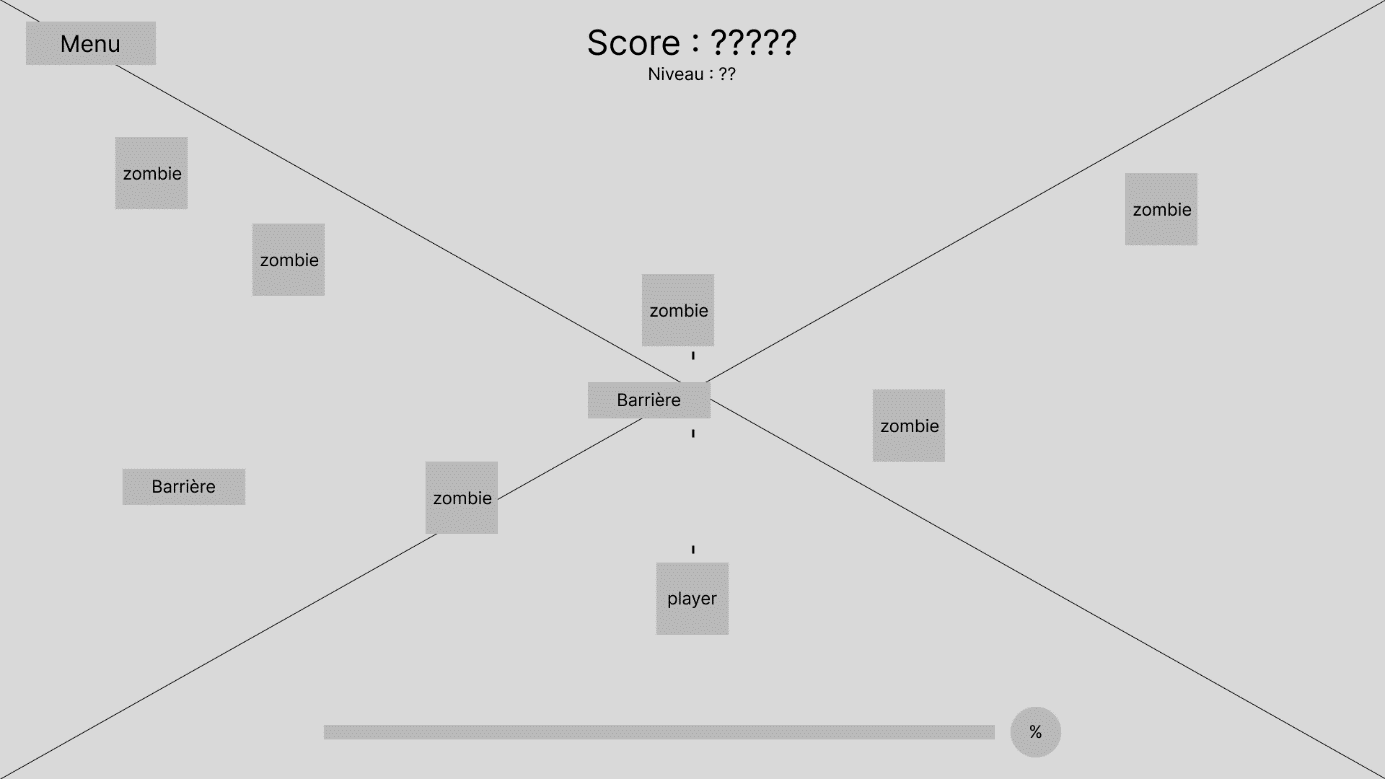 Menu
Score : ?????
Niveau : ??
zombie
zombie
zombie
zombie
Barrière
zombie
Barrière
zombie
player
%